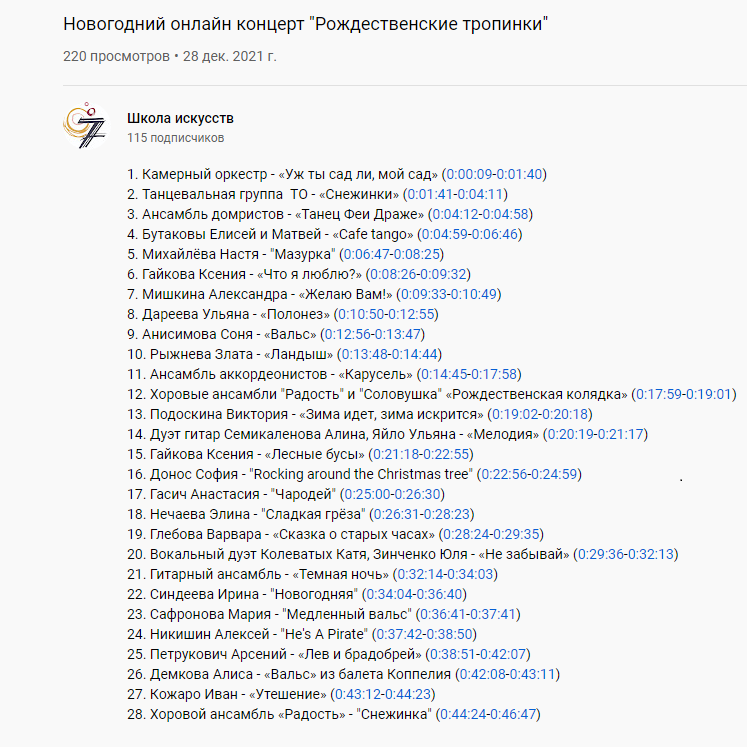 Новогодний онлайн концерт "Рождественские тропинки"
220 просмотров • 28 дек. 2021 г.
Школа искусств
115 подписчиков
1. Камерный оркестр - «Уж ты сад ли, мой сад» (0:00:09-0:01:40)
2. Танцевальная группа ТО - «Снежинки» (0:01:41-0:04:11)
3. Ансамбль домристов - «Танец Феи Драже» (0:04:12-0:04:58)
4. Бутаковы Елисей и Матвей - «Cafe tango» (0:04:59-0:06:46)
5. Михайлёва Настя - "Мазурка" (0:06:47-0:08:25)
6. Гайкова Ксения - «Что я люблю?» (0:08:26-0:09:32)
7. Мишкина Александра - «Желаю Вам!» (0:09:33-0:10:49)
8. Дареева Ульяна - «Полонез» (0:10:50-0:12:55)
9. Анисимова Соня - «Вальс» (0:12:56-0:13:47)
10. Рыжнева Злата - «Ландыш» (0:13:48-0:14:44)
11. Ансамбль аккордеонистов - «Карусель» (0:14:45-0:17:58)
12. Хоровые ансамбли "Радость" и "Соловушка" «Рождественская колядка» (0:17:59-0:19:01)
13. Подоскина Виктория - «Зима идет, зима искрится» (0:19:02-0:20:18)
14. Дуэт гитар Семикаленова Алина, Яйло Ульяна - «Мелодия» (0:20:19-0:21:17)
15. Гайкова Ксения - «Лесные бусы» (0:21:18-0:22:55)
16. Донос София - "Rocking around the Christmas tree" (0:22:56-0:24:59)
17. Гасич Анастасия - "Чародей" (0:25:00-0:26:30)
18. Нечаева Элина - "Сладкая грёза" (0:26:31-0:28:23)
19. Глебова Варвара - «Сказка о старых часах» (0:28:24-0:29:35)
20. Вокальный дуэт Колеватых Катя, Зинченко Юля - «Не забывай» (0:29:36-0:32:13)
21. Гитарный ансамбль - «Темная ночь» (0:32:14-0:34:03)
22. Синдеева Ирина - "Новогодняя" (0:34:04-0:36:40)
23. Сафронова Мария - "Медленный вальс" (0:36:41-0:37:41)
24. Никишин Алексей - "He's A Pirate" (0:37:42-0:38:50)
25. Петрукович Арсений - «Лев и брадобрей» (0:38:51-0:42:07)
26. Демкова Алиса - «Вальс» из балета Коппелия (0:42:08-0:43:11)
27. Кожаро Иван - «Утешение» (0:43:12-0:44:23)
28. Хоровой ансамбль «Радость» - "Снежинка" (0:44:24-0:46:47)